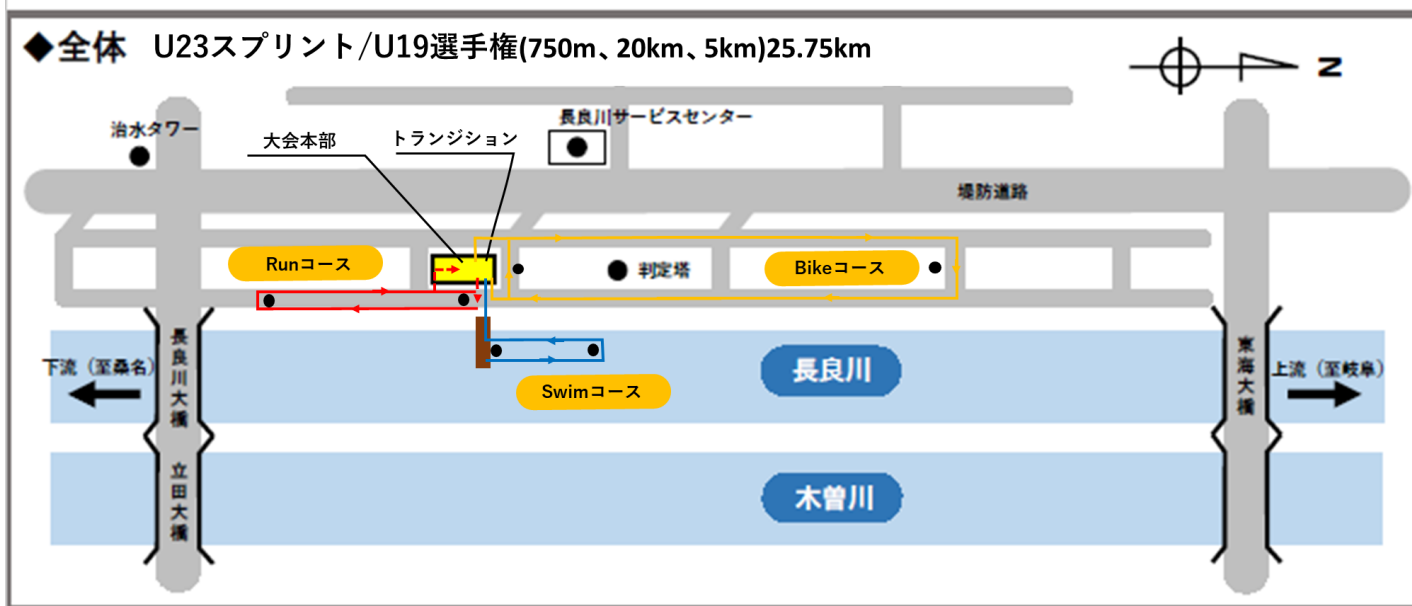 ◆全体 U23スプリント/U19選手権(750m、20km、5km)25.75km
N
治水タワー
大会本部
トランジション
長良川サービスセンター
堤防道路
Runコース
判定塔
Bikeコース
Swimコース
下流（至桑名）
長良川大橋
長良川
東海大橋
上流（至岐阜）
立田大橋
木曽川